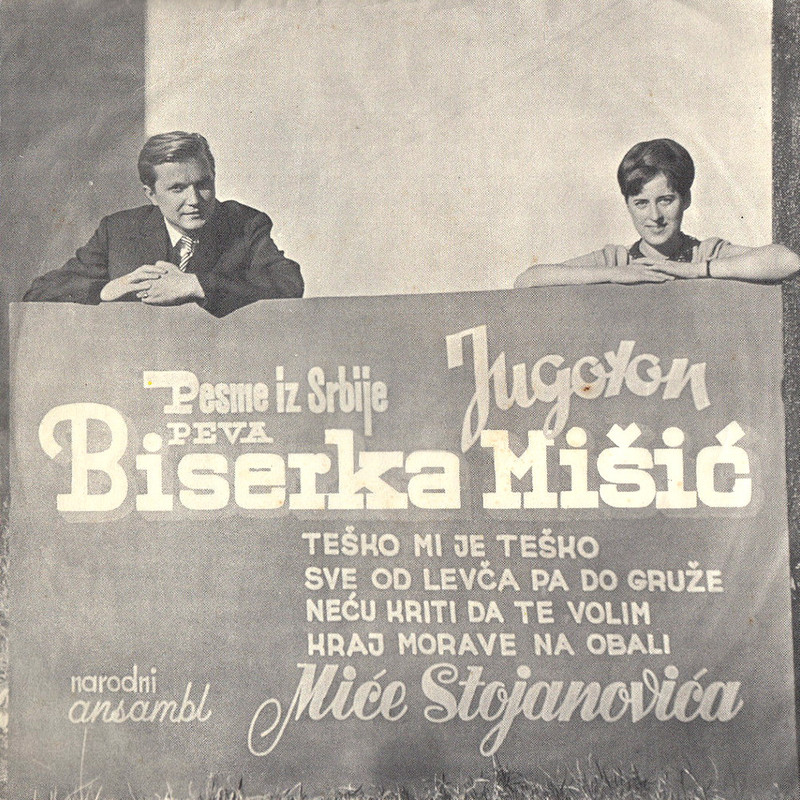 Pesme iz Srbije
Jugoton
PEVA
Biserka Mišić
TEŠKO MI JE TEŠKO
SVE OD LEVČA PA DO GRUŽE
NEĆU KRITI DA TE VOLIM
KRAJ MORAVE NA OBALI
narodni
ansambl
Miće Stojanovića